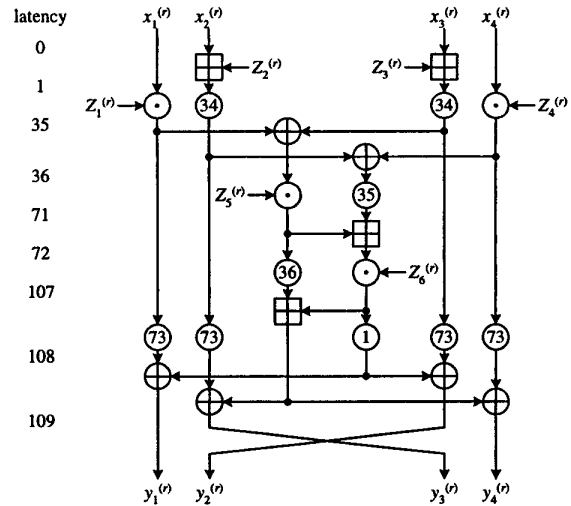 latency x₁⁽ʳ⁾ x₂⁽ʳ⁾ x₃⁽ʳ⁾ x₄⁽ʳ⁾
0
Z₂⁽ʳ⁾ Z₃⁽ʳ⁾
1
Z₁⁽ʳ⁾ 34 34 Z₄⁽ʳ⁾
35
36
Z₅⁽ʳ⁾ 35
71
72
36 Z₆⁽ʳ⁾
107
73 73 1 73 73
108
109
y₁⁽ʳ⁾ y₂⁽ʳ⁾ y₃⁽ʳ⁾ y₄⁽ʳ⁾